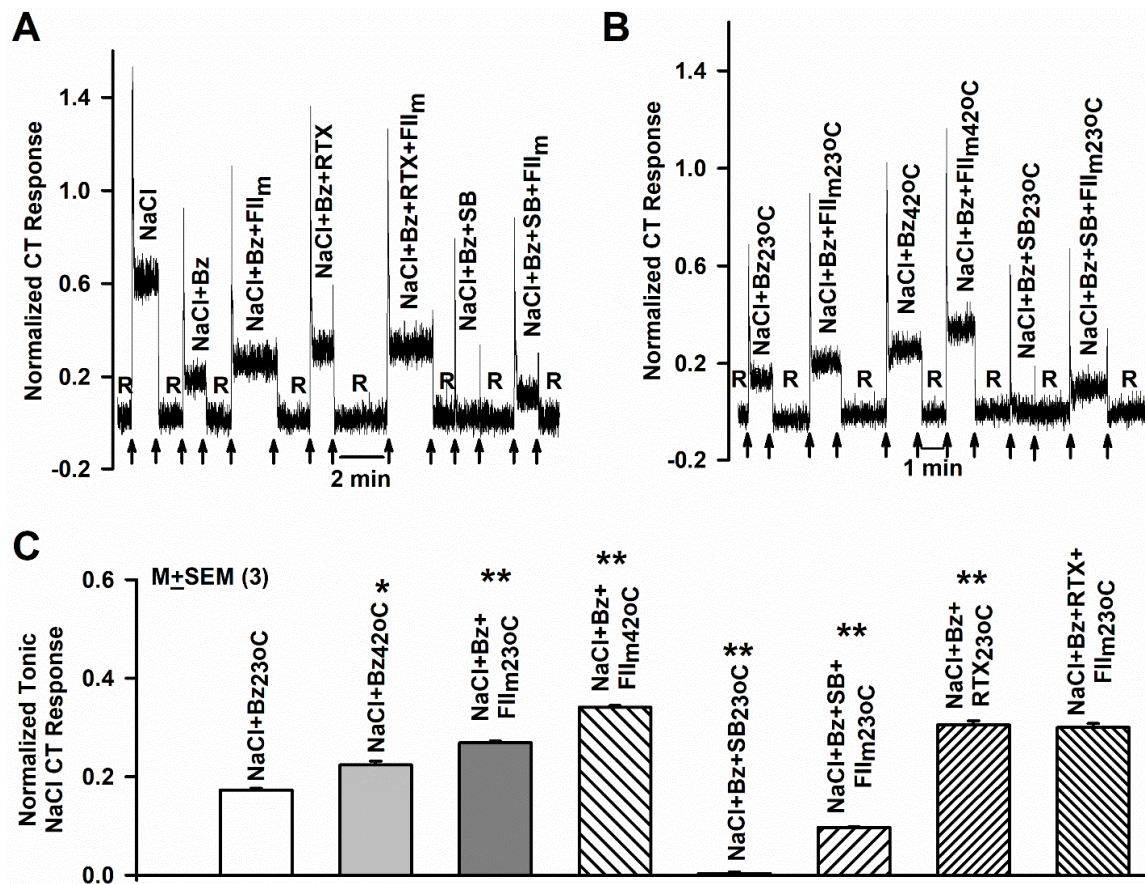 A
Normalized CT Response
1.4
1.0
0.6
0.2
-0.2
NaCl
NaCl+Bz
NaCl+Bz+FIIm
NaCl+Bz+RTX
NaCl+Bz+RTX+FIIm
NaCl+Bz+SB
NaCl+Bz+SB+FIIm
R
R
R
R
R
R
R
R
2 min
B
Normalized CT Response
1.4
1.0
0.6
0.2
-0.2
NaCl+Bz23oC
NaCl+Bz+FIIm23oC
NaCl+Bz42oC
NaCl+Bz+FIIm42oC
NaCl+Bz+SB23oC
NaCl+Bz+SB+FIIm23oC
R
R
R
R
R
R
R
1 min
C
M±SEM (3)
Normalized Tonic
NaCl CT Response
0.6
0.4
0.2
0.0
NaCl+Bz23oC
*
NaCl+Bz42oC
**
NaCl+Bz+
FIIm23oC
**
NaCl+Bz+
FIIm42oC
**
NaCl+Bz+SB23oC
**
NaCl+Bz+SB+
FIIm23oC
**
NaCl+Bz+
RTX23oC
NaCl+Bz+RTX+
FIIm23oC